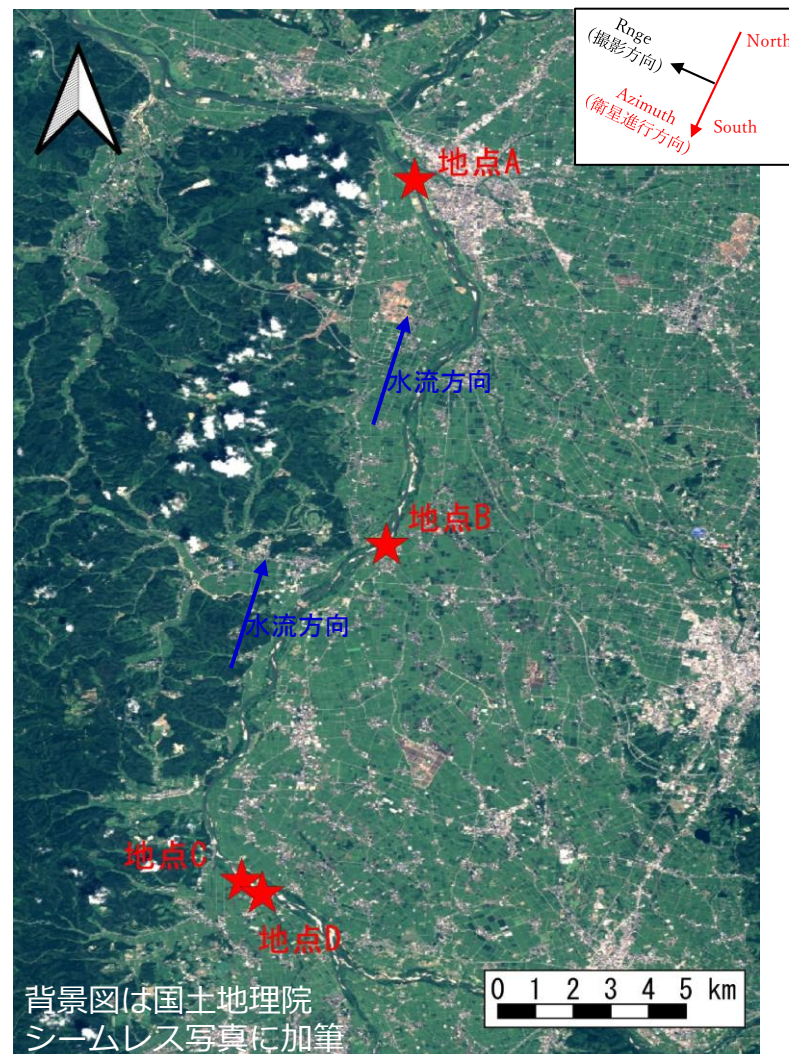 Rnge
(撮影方向)
North
Azimuth
(衛星進行方向)
South
地点A
水流方向
地点B
水流方向
地点C
地点D
0 1 2 3 4 5 km
背景図は国土地理院
シームレス写真に加筆